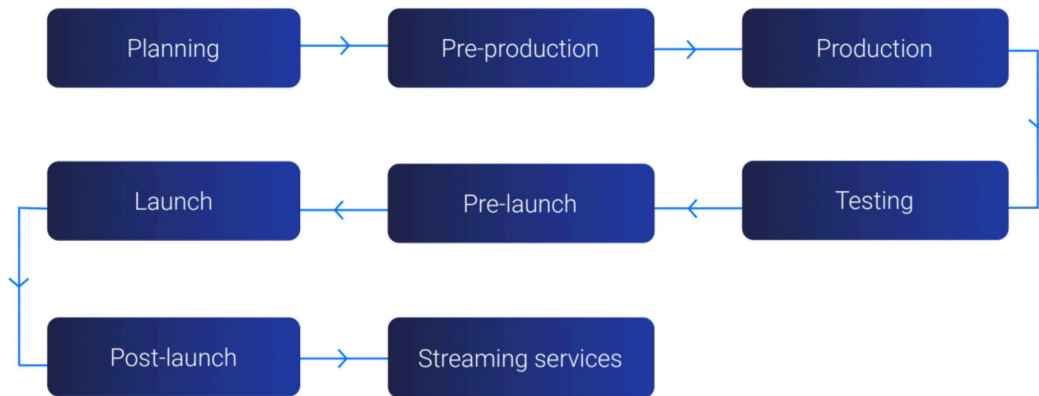 Planning
Pre-production
Production
Testing
Pre-launch
Launch
Post-launch
Streaming services